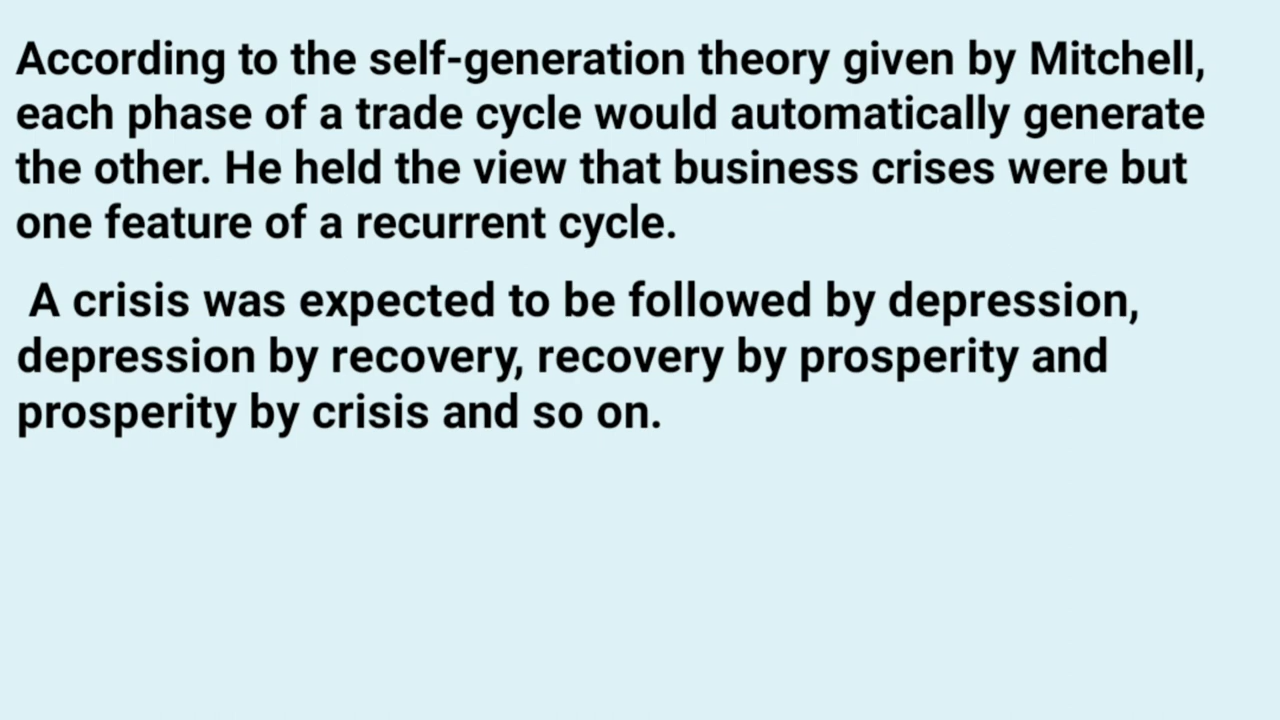 According to the self-generation theory given by Mitchell,
each phase of a trade cycle would automatically generate
the other. He held the view that business crises were but
one feature of a recurrent cycle.
A crisis was expected to be followed by depression,
depression by recovery, recovery by prosperity and
prosperity by crisis and so on.